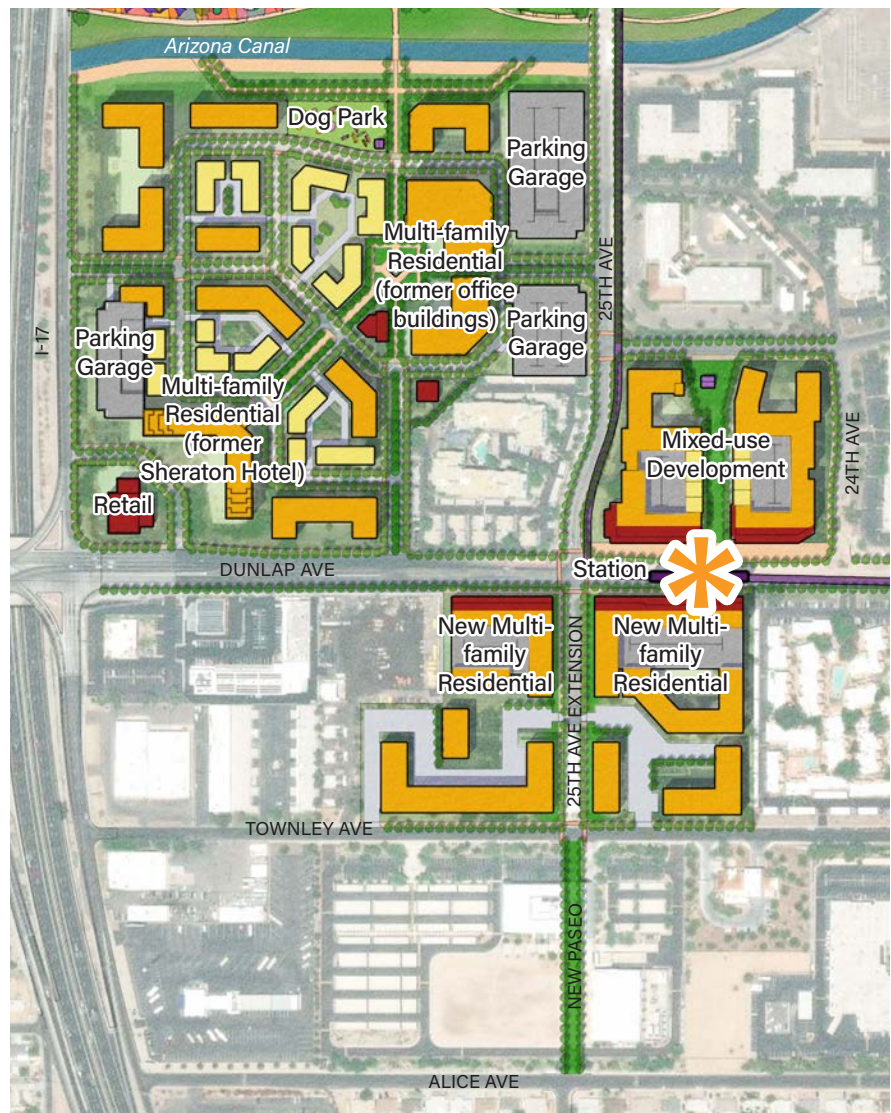 Arizona Canal
Dog Park
Parking
Garage
Multi-family
Residential
(former office
buildings)
25TH AVE
Parking
Garage
I-17
Parking
Garage
Multi-family
Residential
(former
Sheraton Hotel)
Mixed-use
Development
24TH AVE
Retail
DUNLAP AVE
Station
New Multi-
family
Residential
New Multi-
family
Residential
25TH AVE EXTENSION
TOWNLEY AVE
NEW PASEO
ALICE AVE